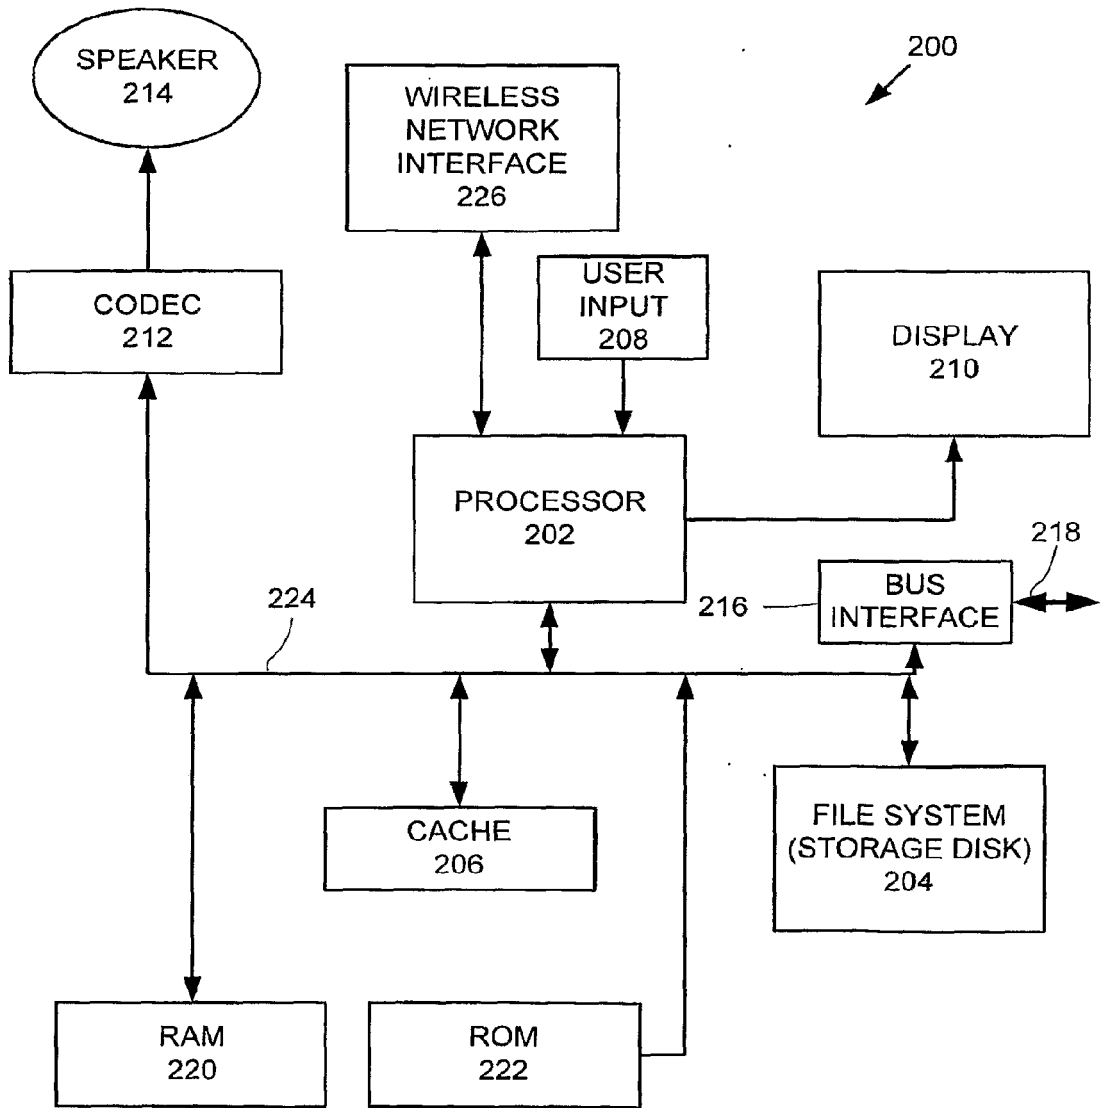 SPEAKER
214
200
WIRELESS
NETWORK
INTERFACE
226
USER
INPUT
208
CODEC
212
DISPLAY
210
PROCESSOR
202
218
BUS
INTERFACE
216
224
CACHE
206
FILE SYSTEM
(STORAGE DISK)
204
RAM
220
ROM
222